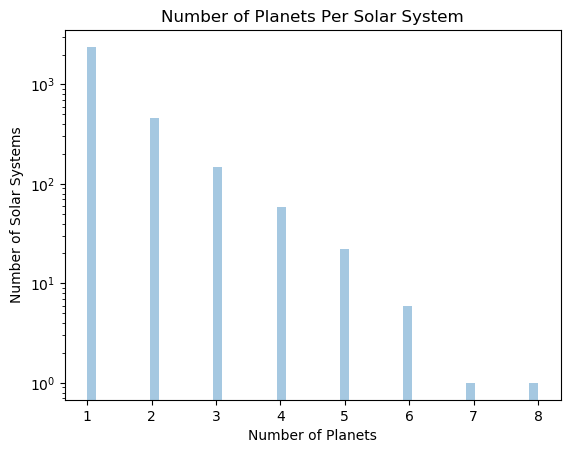 Number of Planets Per Solar System
Number of Solar Systems
10³
10²
10¹
10⁰
1 2 3 4 5 6 7 8
Number of Planets